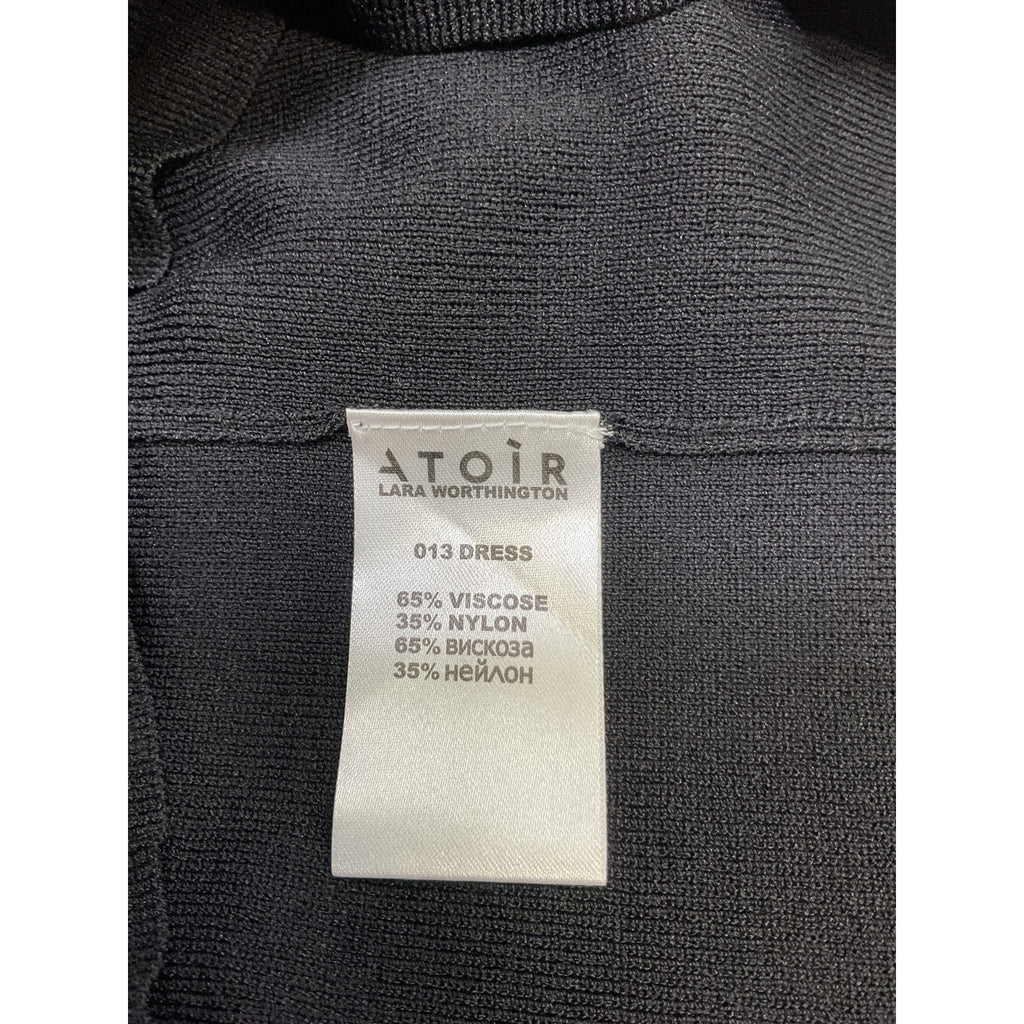 ATOÌR
LARA WORTHINGTON
013 DRESS
65% VISCOSE
35% NYLON
65% ВИСКОЗа
35% НейЛОН